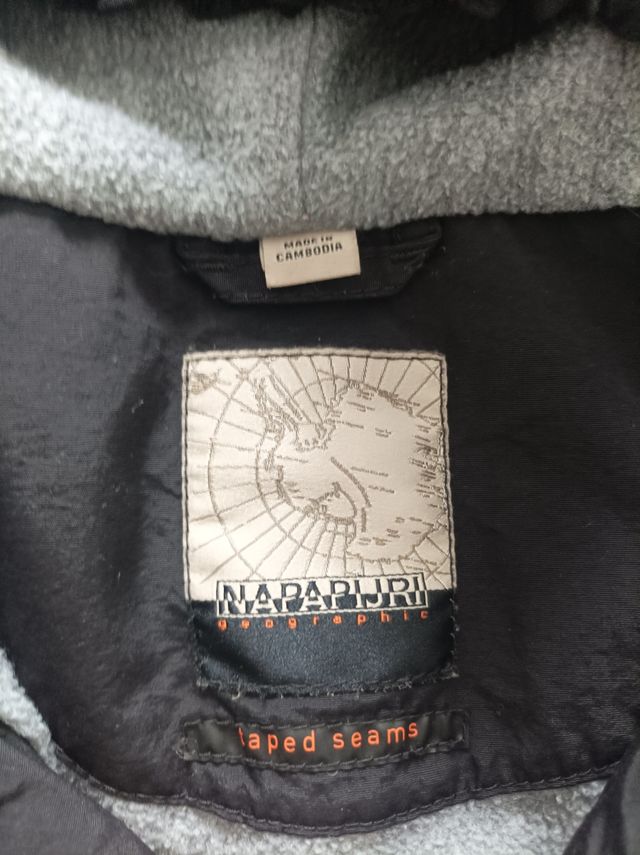 MADE IN
CAMBODIA
NAPAPIJRI
geographic
taped seams